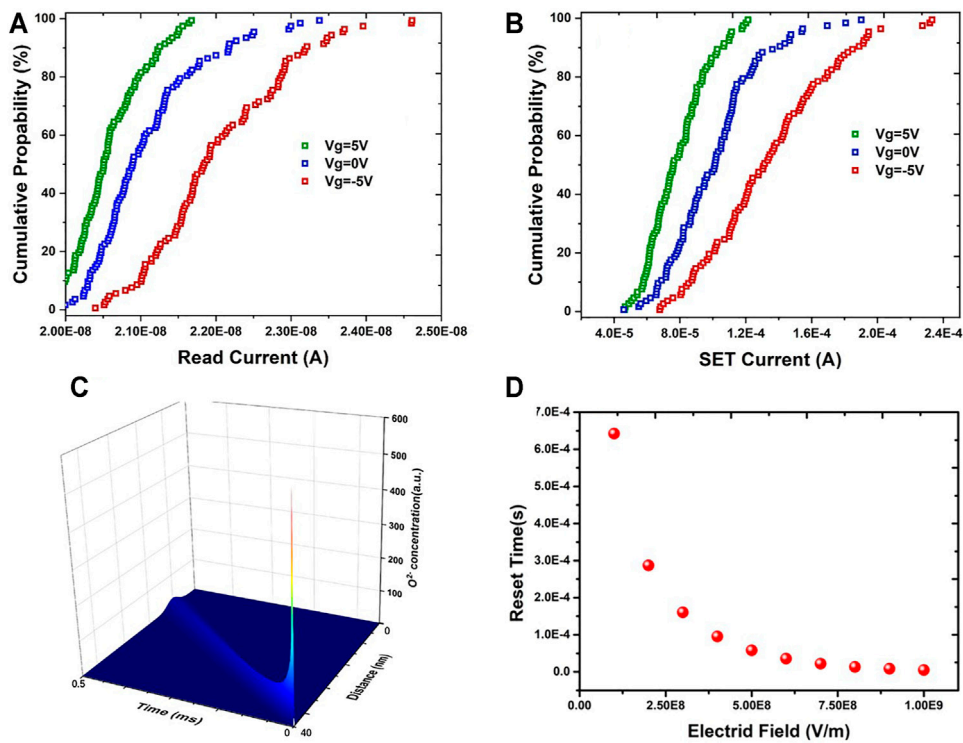 A
Cumulative Propability (%)
100
80
60
40
20
0
Vg=5V
Vg=0V
Vg=-5V
2.00E-08 2.10E-08 2.20E-08 2.30E-08 2.40E-08 2.50E-08
Read Current (A)
B
Cumulative Probability (%)
100
80
60
40
20
0
Vg=5V
Vg=0V
Vg=-5V
4.0E-5 8.0E-5 1.2E-4 1.6E-4 2.0E-4 2.4E-4
SET Current (A)
C
600
500
400
300
200
100
0
O²⁻ concentration(a.u.)
Distance (nm)
0.5
Time (ms)
0 40
D
Reset Time(s)
7.0E-4
6.0E-4
5.0E-4
4.0E-4
3.0E-4
2.0E-4
1.0E-4
0.0
0.00 2.50E8 5.00E8 7.50E8 1.00E9
Electrid Field (V/m)